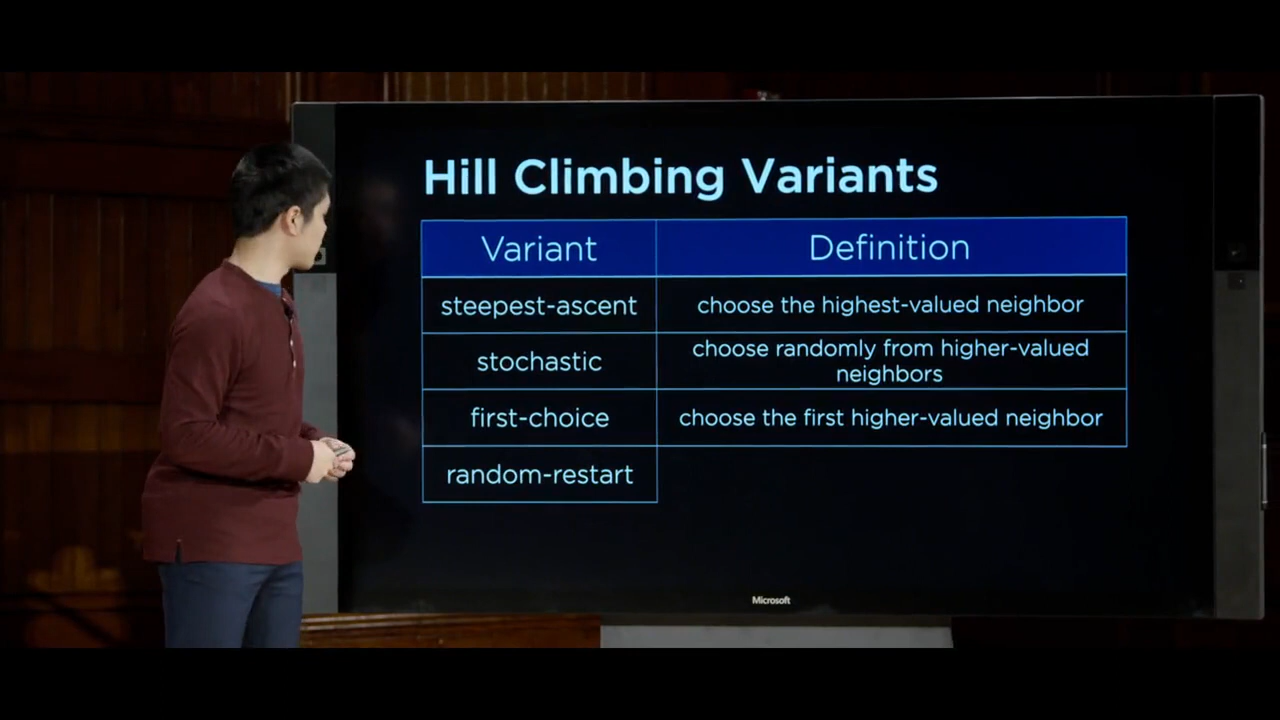 Hill Climbing Variants
Variant Definition
steepest-ascent choose the highest-valued neighbor
stochastic choose randomly from higher-valued
neighbors
first-choice choose the first higher-valued neighbor
random-restart
Microsoft